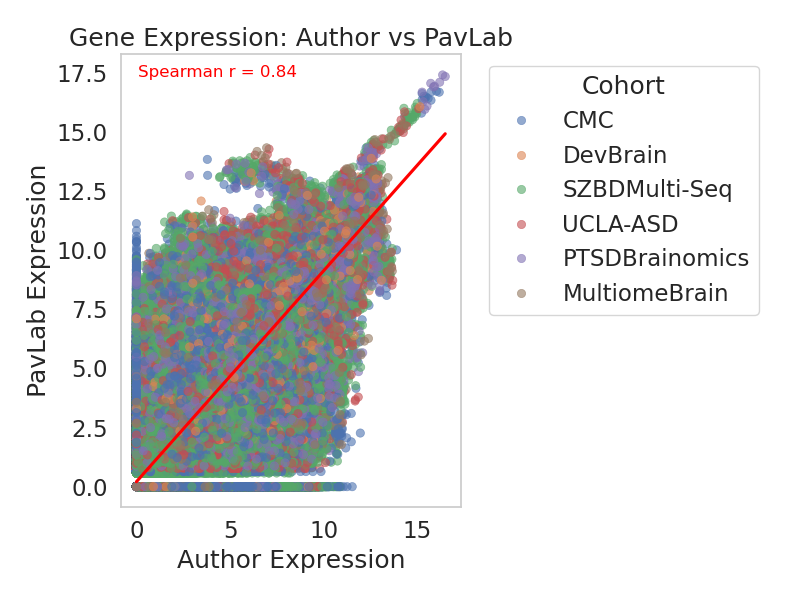 Gene Expression: Author vs PavLab
Spearman r = 0.84
17.5
15.0
12.5
10.0
7.5
5.0
2.5
0.0
PavLab Expression
0 5 10 15
Author Expression
Cohort
CMC
DevBrain
SZBDMulti-Seq
UCLA-ASD
PTSDBrainomics
MultiomeBrain